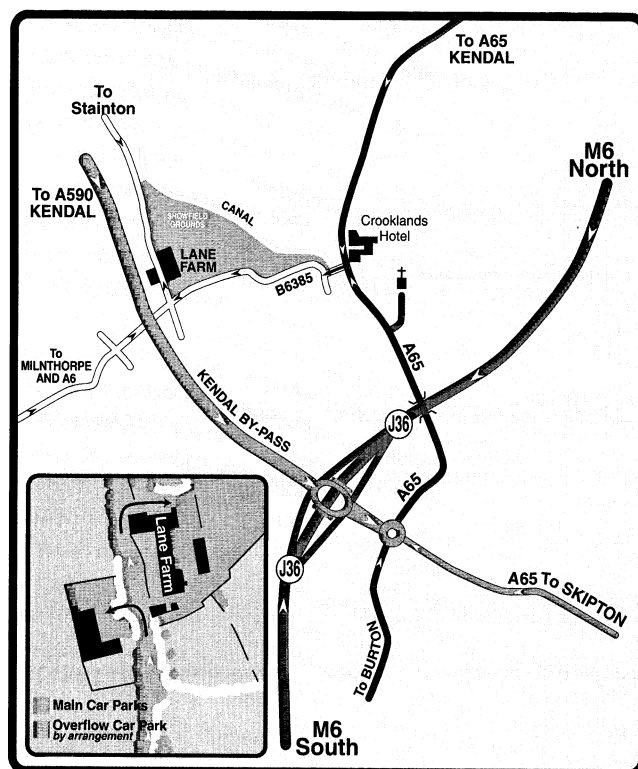 To A65
KENDAL
To
Stainton
M6
North
To A590
KENDAL
CANAL
SHOWFIELD
GROUNDS
Crooklands
Hotel
LANE
FARM
B6385
To
MILNTHORPE
AND A6
A65
KENDAL BY-PASS
J36
A65
J36
A65 To SKIPTON
To BURTON
Lane Farm
Main Car Parks
Overflow Car Park
by arrangement
M6
South